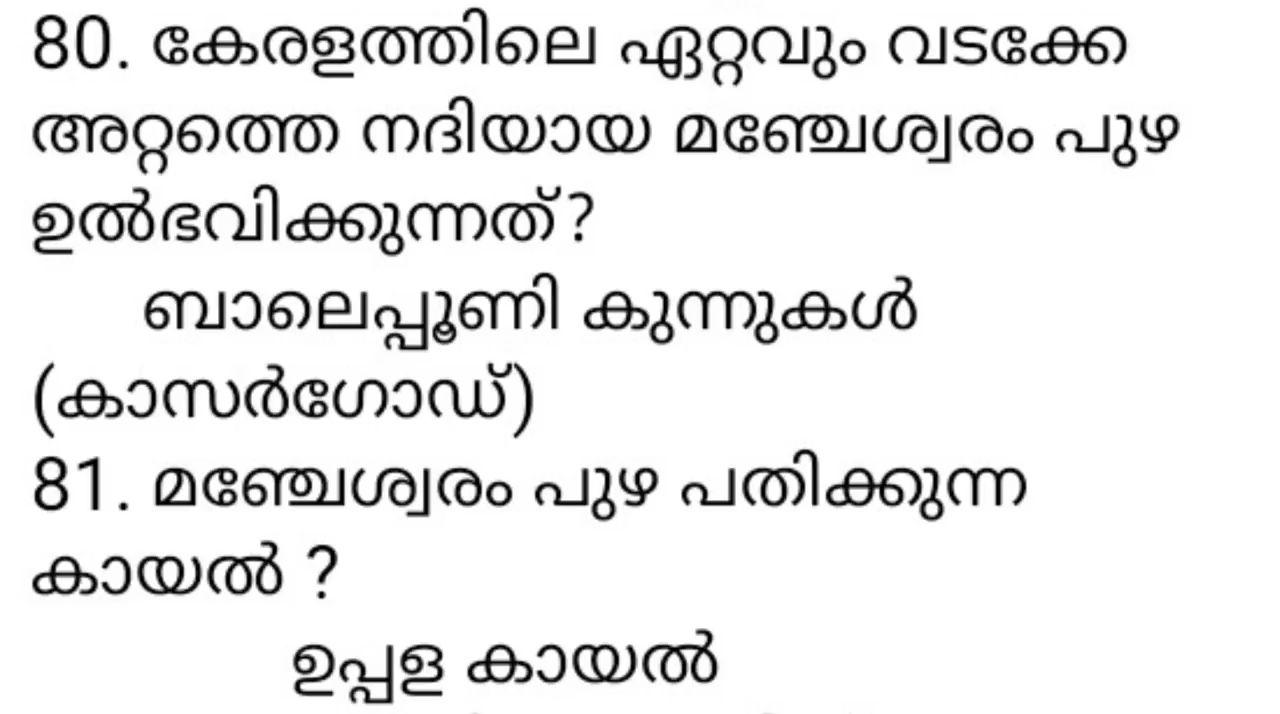 80. കേരളത്തിലെ ഏറ്റവും വടക്കേ
അറ്റത്തെ നദിയായ മഞ്ചേശ്വരം പുഴ
ഉൽഭവിക്കുന്നത്?
ബാലെപ്പൂണി കുന്നുകൾ
(കാസർഗോഡ്)
81. മഞ്ചേശ്വരം പുഴ പതിക്കുന്ന
കായൽ ?
ഉപ്പള കായൽ